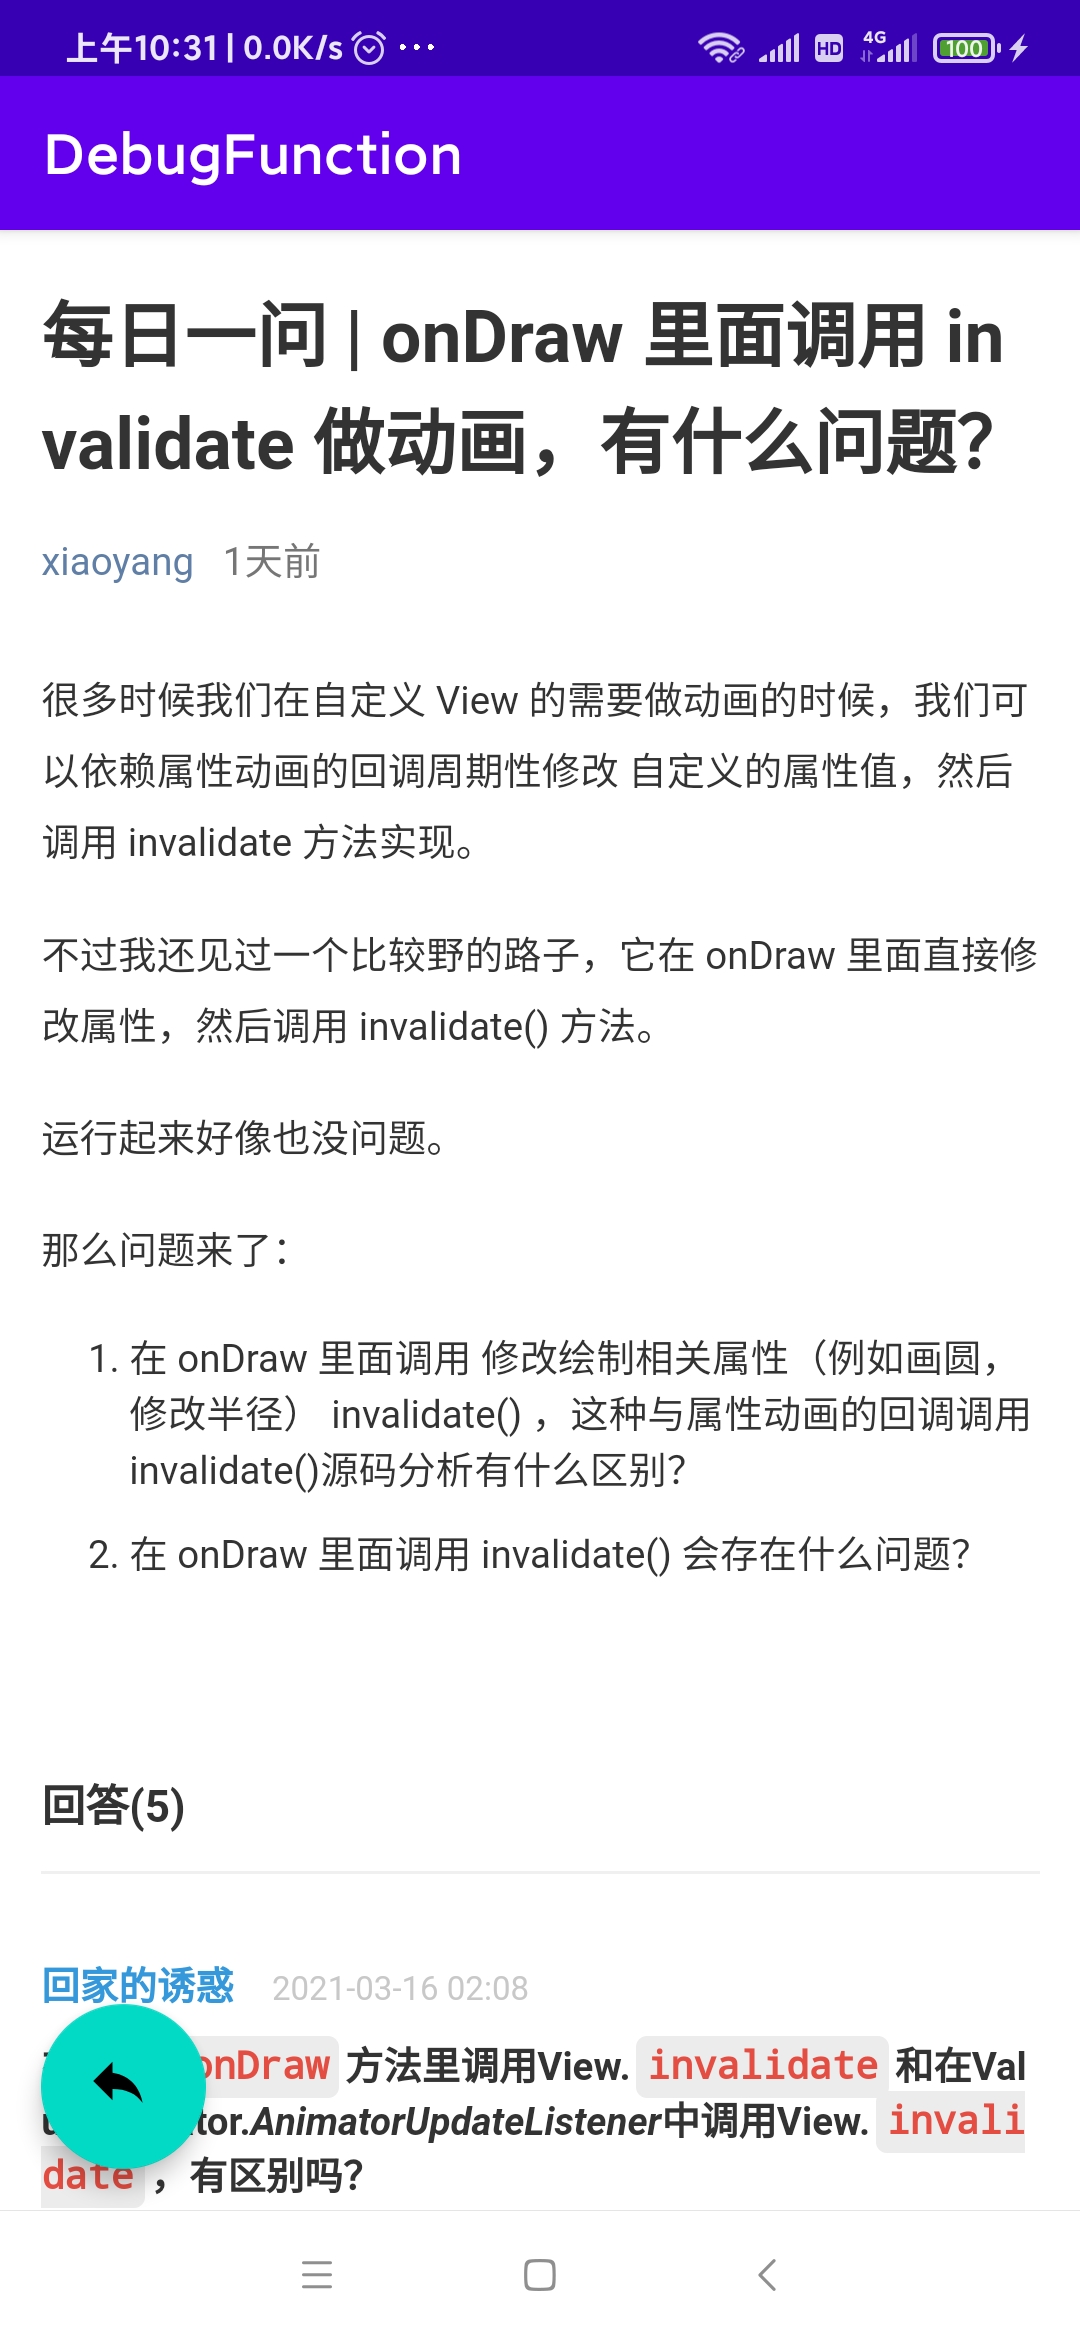 上午10:31 | 0.0K/s ...
HD 4G 100
DebugFunction
每日一问 | onDraw 里面调用 in
validate 做动画，有什么问题？
xiaoyang 1天前
很多时候我们在自定义 View 的需要做动画的时候，我们可
以依赖属性动画的回调周期性修改 自定义的属性值，然后
调用 invalidate 方法实现。
不过我还见过一个比较野的路子，它在 onDraw 里面直接修
改属性，然后调用 invalidate() 方法。
运行起来好像也没问题。
那么问题来了：
1. 在 onDraw 里面调用 修改绘制相关属性（例如画圆，
修改半径） invalidate() ，这种与属性动画的回调调用
invalidate()源码分析有什么区别？
2. 在 onDraw 里面调用 invalidate() 会存在什么问题？
回答(5)
回家的诱惑 2021-03-16 02:08
onDraw 方法里调用View. invalidate 和在Val
tor.AnimatorUpdateListener中调用View. invali
date ，有区别吗？